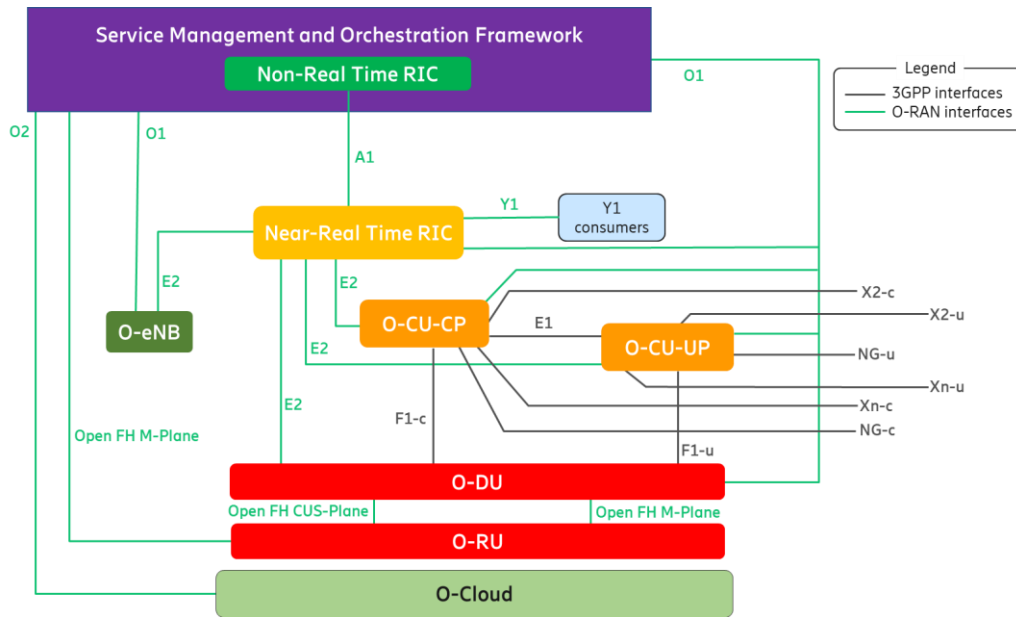 Service Management and Orchestration Framework
Non-Real Time RIC
O1
Legend
3GPP interfaces
O-RAN interfaces
O2
O1
A1
Y1
Y1
consumers
Near-Real Time RIC
E2
E2
X2-c
O-CU-CP
E1
X2-u
O-eNB
O-CU-UP
E2
NG-u
Xn-u
E2
Xn-c
F1-c
NG-c
Open FH M-Plane
F1-u
O-DU
Open FH CUS-Plane
Open FH M-Plane
O-RU
O-Cloud